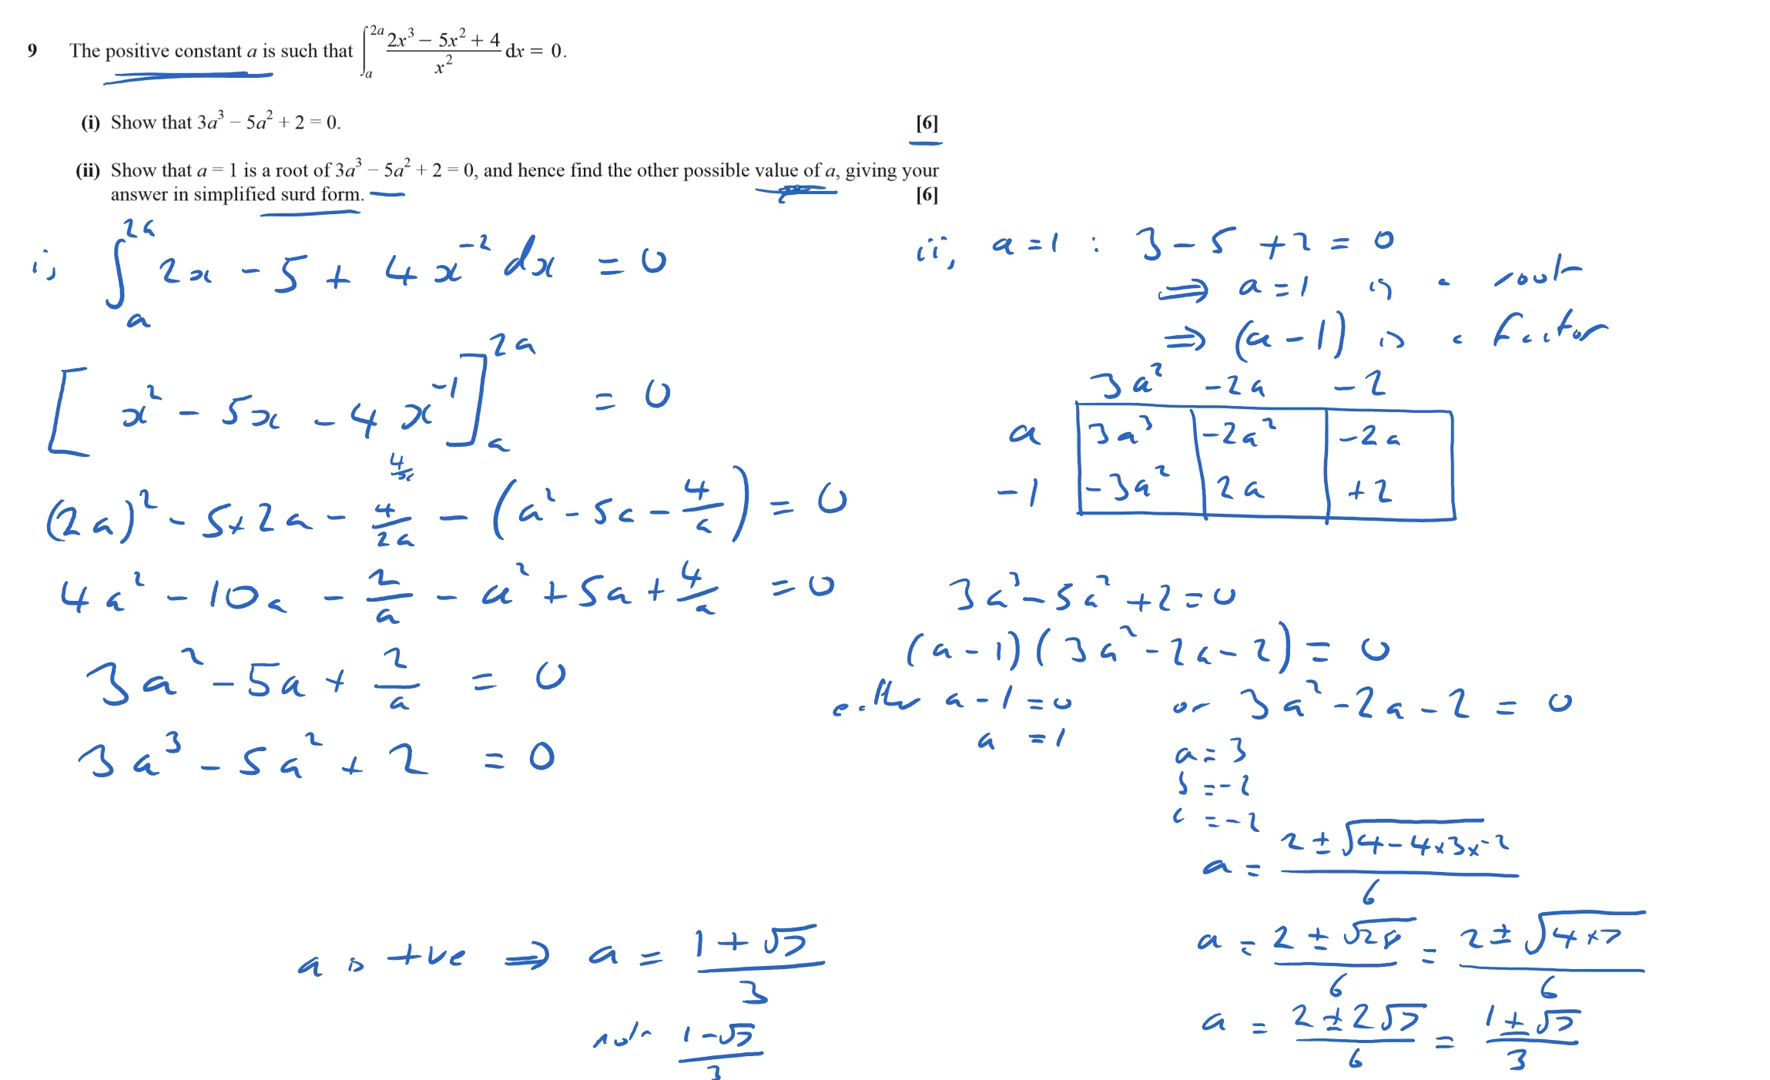 9 The positive constant a is such that ∫_a^{2a} (2x³ − 5x² + 4)/x² dx = 0.
(i) Show that 3a³ − 5a² + 2 = 0. [6]
(ii) Show that a = 1 is a root of 3a³ − 5a² + 2 = 0, and hence find the other possible value of a, giving your
answer in simplified surd form. [6]
i, ∫_a^{2a} 2x − 5 + 4x⁻² dx = 0
[x² − 5x − 4x⁻¹]_a^{2a} = 0
4/x
(2a)² − 5×2a − 4/2a − (a² − 5a − 4/a) = 0
4a² − 10a − 2/a − a² + 5a + 4/a = 0
3a² − 5a + 2/a = 0
3a³ − 5a² + 2 = 0
ii, a = 1 : 3 − 5 + 2 = 0
⇒ a = 1 is a root
⇒ (a − 1) is a factor
3a² −2a −2
a 3a³ −2a² −2a
−1 −3a² 2a +2
3a³ − 5a² + 2 = 0
(a − 1)(3a² − 2a − 2) = 0
either a − 1 = 0 or 3a² − 2a − 2 = 0
a = 1
a = 3
b = −2
c = −2
a = (2 ± √(4 − 4×3×−2))/6
a = (2 ± √28)/6 = (2 ± √(4×7))/6
a = (2 ± 2√7)/6 = (1 ± √7)/3
a is +ve ⇒ a = (1 + √7)/3
not (1 − √7)/3